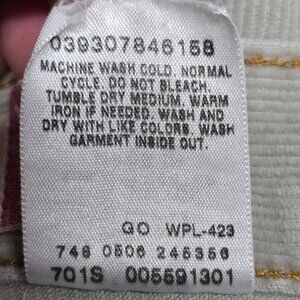 039307846158
MACHINE WASH COLD. NORMAL
CYCLE. DO NOT BLEACH.
TUMBLE DRY MEDIUM. WARM
IRON IF NEEDED. WASH AND
DRY WITH LIKE COLORS. WASH
GARMENT INSIDE OUT.
GO WPL-423
748 0506 245356
701S 005591301